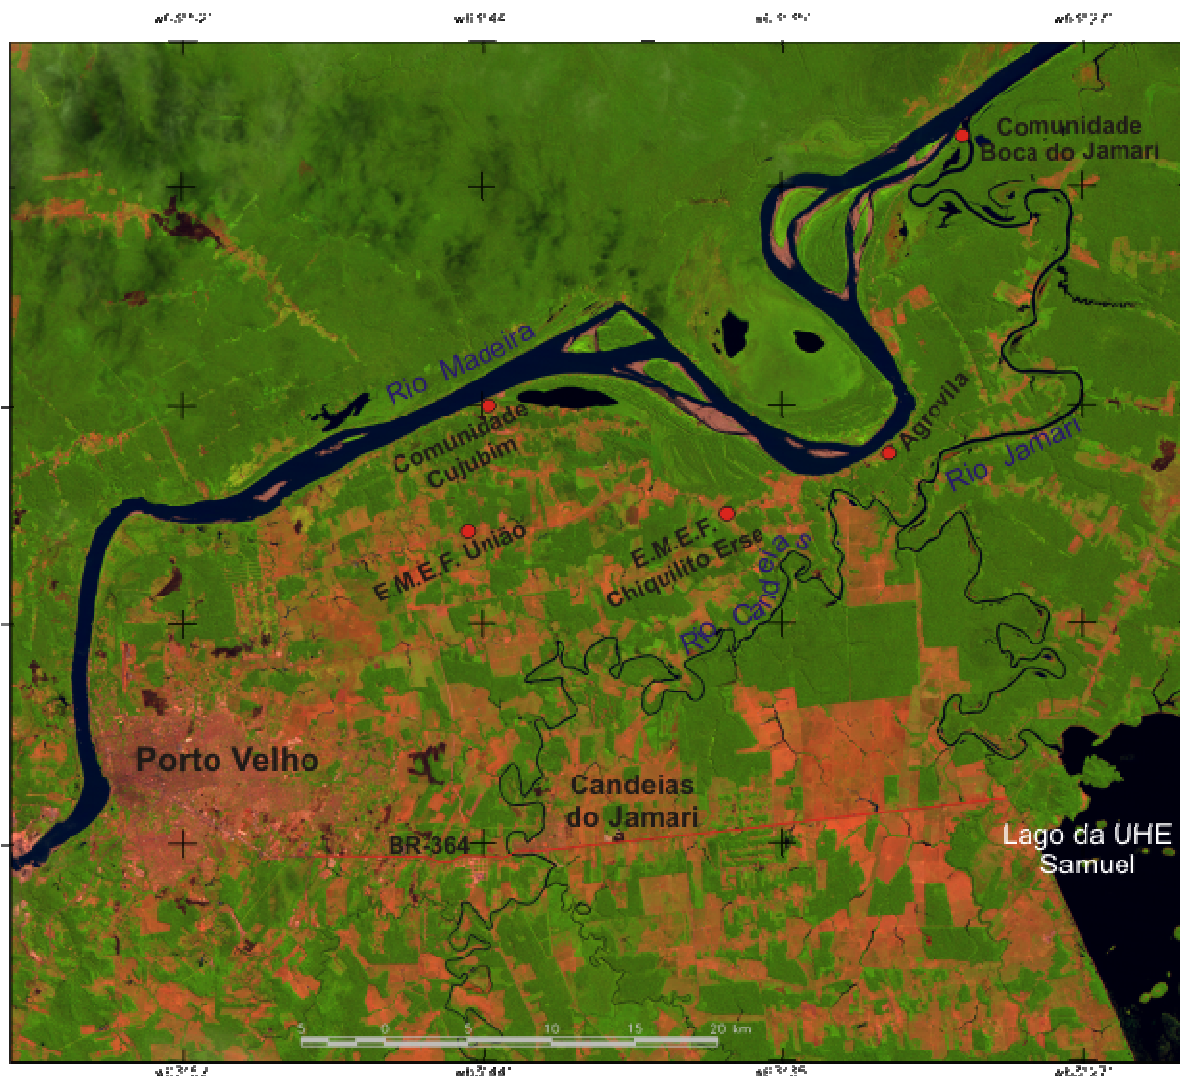 Comunidade
Boca do Jamari
Rio Madeira
Agrovila
Rio Jamari
Comunidade
Cujubim
E.M.E.F. União
E.M.E.F.
Chiquilito Erse
Rio Candeias
Porto Velho
Candeias
do Jamari
BR-364
Lago da UHE
Samuel
5 0 5 10 15 20 km